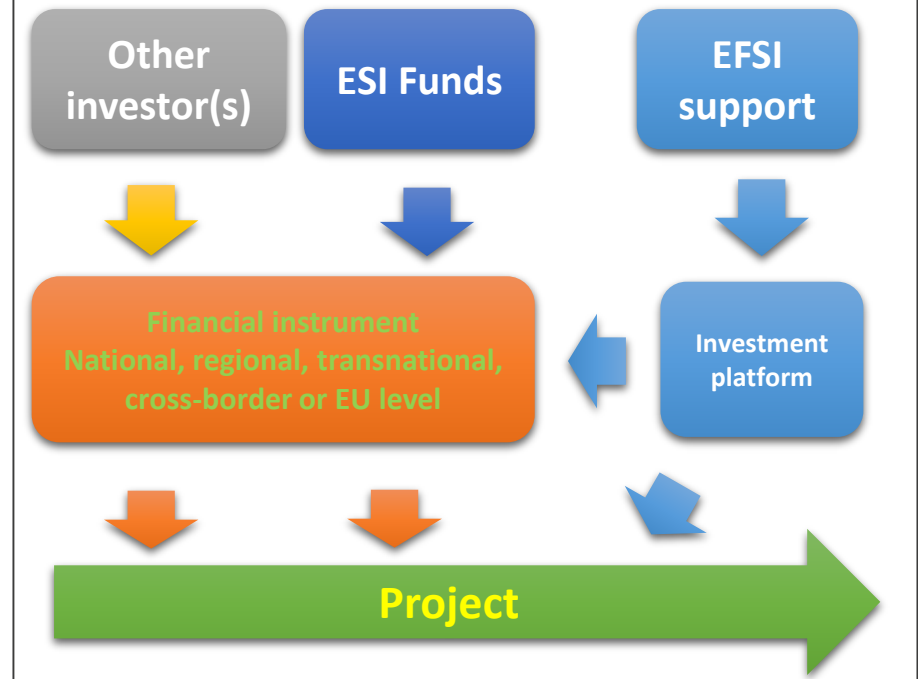 Other
investor(s)
ESI Funds
EFSI
support
Financial instrument
National, regional, transnational,
cross-border or EU level
Investment
platform
Project